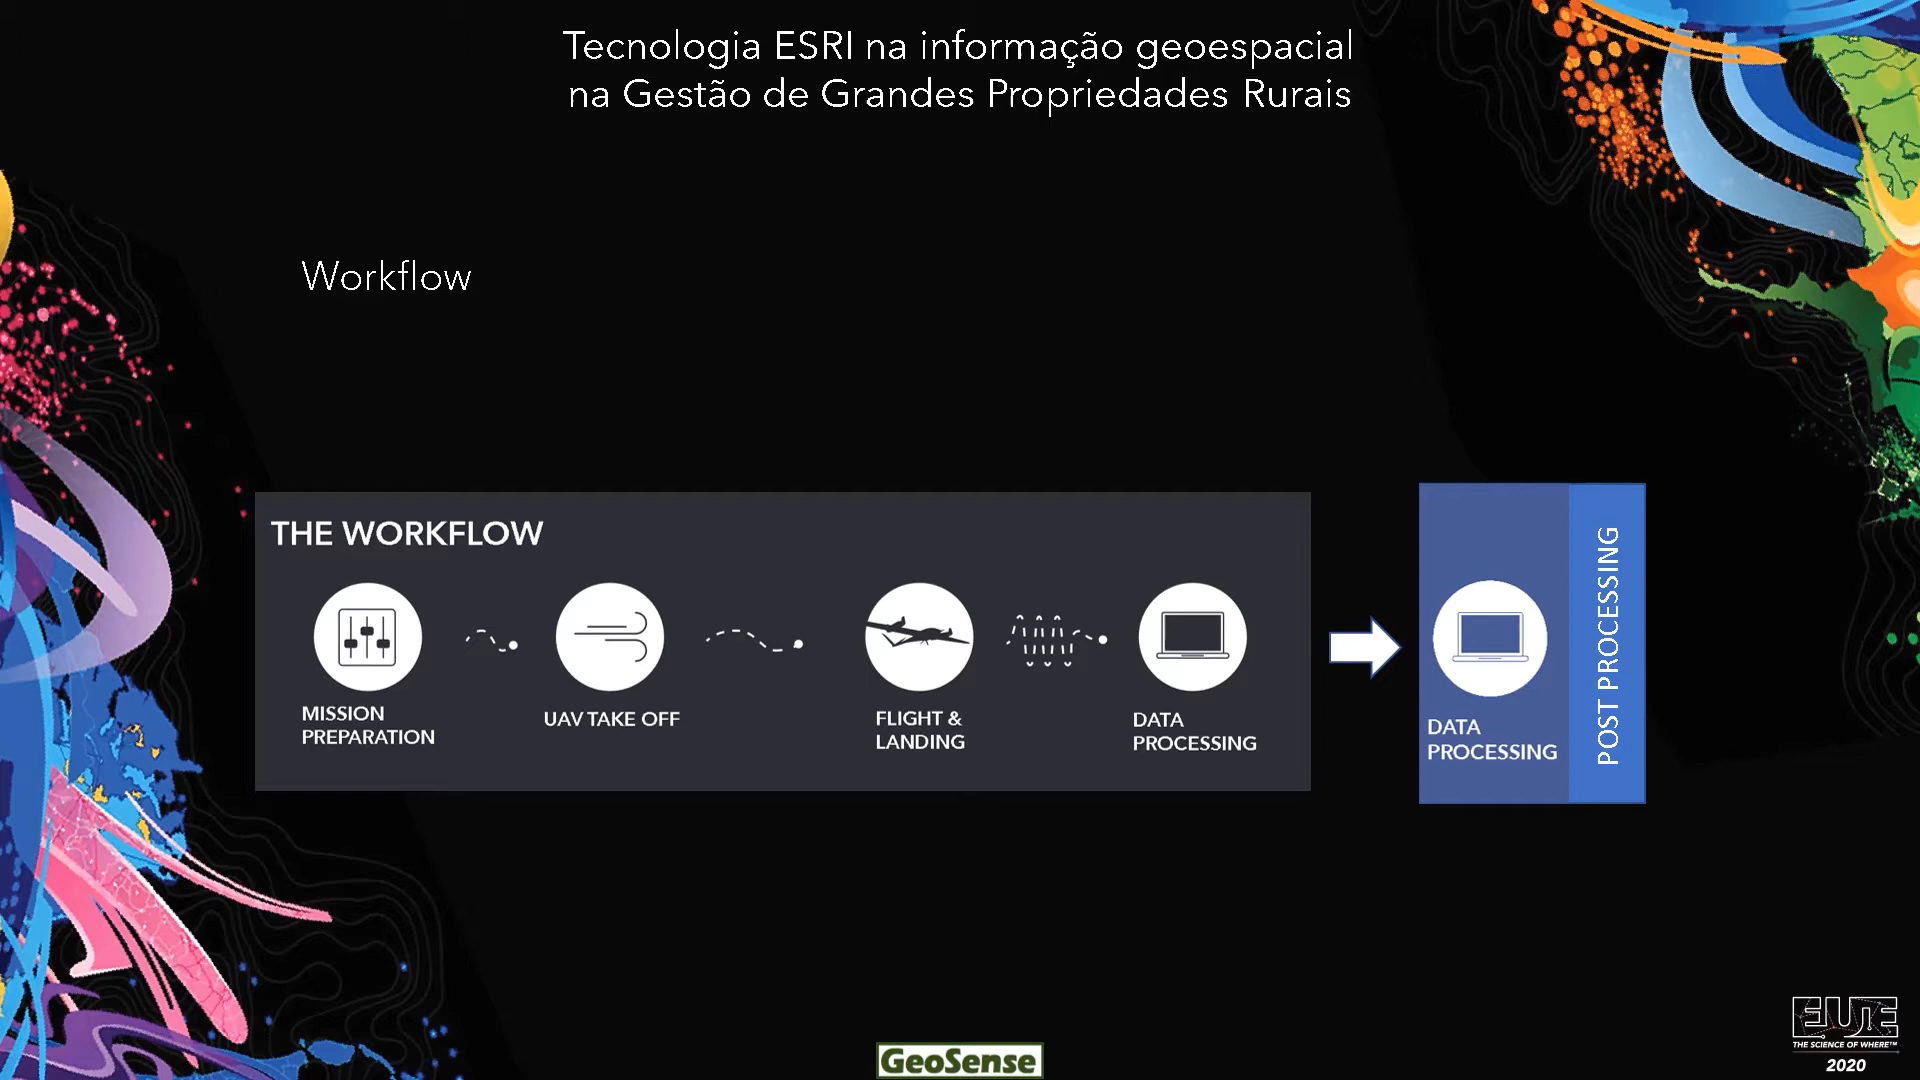 Tecnologia ESRI na informação geoespacial
na Gestão de Grandes Propriedades Rurais
Workflow
THE WORKFLOW
MISSION
PREPARATION
UAV TAKE OFF
FLIGHT &
LANDING
DATA
PROCESSING
DATA
PROCESSING
POST PROCESSING
GeoSense
EUE
THE SCIENCE OF WHERE™
2020